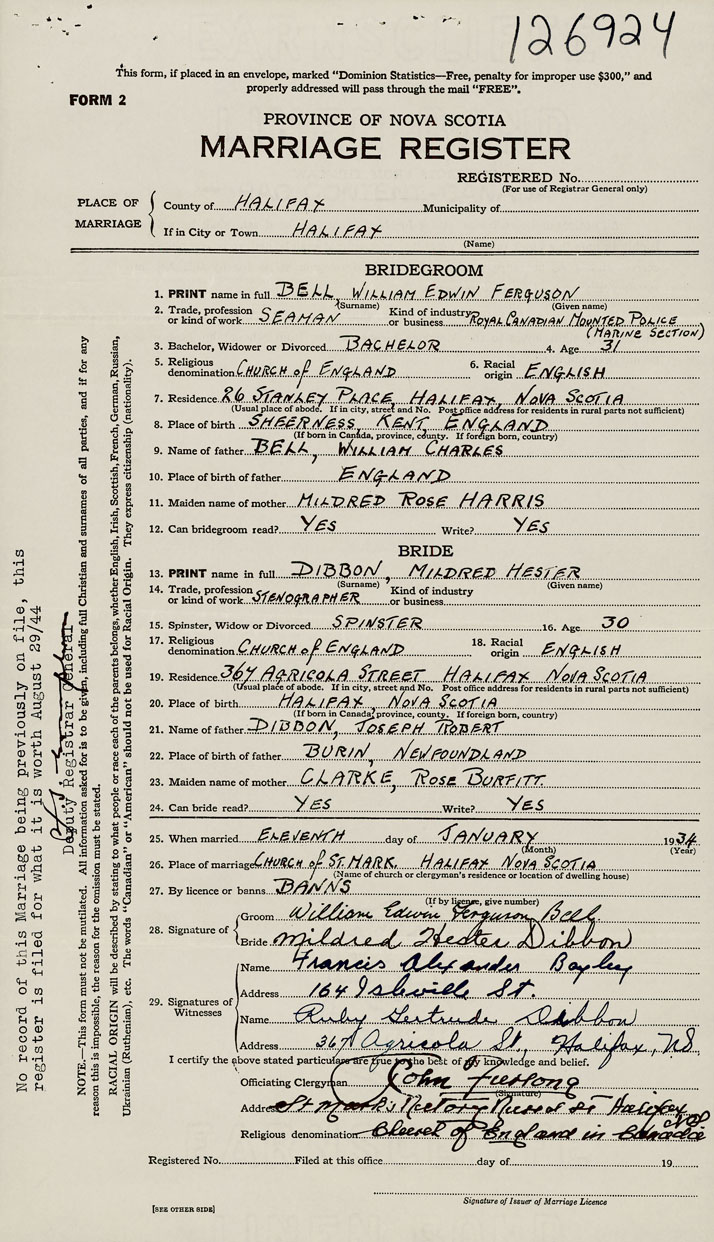 126924
This form, if placed in an envelope, marked "Dominion Statistics—Free, penalty for improper use $300," and
properly addressed will pass through the mail "FREE".
FORM 2
PROVINCE OF NOVA SCOTIA
MARRIAGE REGISTER
REGISTERED No.
(For use of Registrar General only)
PLACE OF MARRIAGE
County of HALIFAX Municipality of
If in City or Town HALIFAX
(Name)
BRIDEGROOM
1. PRINT name in full BELL, WILLIAM EDWIN FERGUSON
(Surname) (Given name)
2. Trade, profession or kind of work SEAMAN Kind of industry or business ROYAL CANADIAN MOUNTED POLICE
(MARINE SECTION)
3. Bachelor, Widower or Divorced BACHELOR 4. Age 31
5. Religious denomination CHURCH of ENGLAND 6. Racial origin ENGLISH
7. Residence 26 STANLEY PLACE, HALIFAX, NOVA SCOTIA
(Usual place of abode. If in city, street and No. Post office address for residents in rural parts not sufficient)
8. Place of birth SHEERNESS, KENT, ENGLAND
(If born in Canada, province, county. If foreign born, country)
9. Name of father BELL, WILLIAM CHARLES
10. Place of birth of father ENGLAND
11. Maiden name of mother MILDRED ROSE HARRIS
12. Can bridegroom read? YES Write? YES
BRIDE
13. PRINT name in full DIBBON, MILDRED HESTER
(Surname) (Given name)
14. Trade, profession or kind of work STENOGRAPHER Kind of industry or business
15. Spinster, Widow or Divorced SPINSTER 16. Age 30
17. Religious denomination CHURCH of ENGLAND 18. Racial origin ENGLISH
19. Residence 367 AGRICOLA STREET HALIFAX NOVA SCOTIA
(Usual place of abode. If in city, street and No. Post office address for residents in rural parts not sufficient)
20. Place of birth HALIFAX, NOVA SCOTIA
(If born in Canada, province, county. If foreign born, country)
21. Name of father DIBBON, JOSEPH ROBERT
22. Place of birth of father BURIN, NEWFOUNDLAND
23. Maiden name of mother CLARKE, ROSE BURFITT.
24. Can bride read? YES Write? YES
25. When married ELEVENTH day of JANUARY 1934
(Month) (Year)
26. Place of marriage CHURCH of ST. MARK. HALIFAX NOVA SCOTIA
(Name of church or clergyman's residence or location of dwelling house)
27. By licence or banns BANNS
(If by license, give number)
28. Signature of
Groom William Edwin Ferguson Bell.
Bride Mildred Hester Dibbon
29. Signatures of Witnesses
Name Francis Alexander Bayley
Address 164 Isleville St.
Name Ruby Gertrude Dibbon
Address 367 Agricola St., Halifax, N.S.
I certify the above stated particulars are true to the best of my knowledge and belief.
Officiating Clergyman John Furlong
(Signature)
Address St Mark's Rectory Russel St Halifax NS
Religious denomination Church of England in Canada
Registered No. Filed at this office day of 19
Signature of Issuer of Marriage Licence
[SEE OTHER SIDE]
No record of this Marriage being previously on file, this
register is filed for what it is worth August 29/44
Deputy Registrar General
NOTE.—This form must not be mutilated. All information asked for is to be given, including full Christian and surnames of all parties, and if for any
reason this is impossible, the reason for the omission must be stated.
RACIAL ORIGIN will be described by stating to what people or race each of the parents belongs, whether English, Irish, Scottish, French, German, Russian,
Ukrainian (Ruthenian), etc. The words "Canadian" or "American" should not be used for Racial Origin. They express citizenship (nationality).